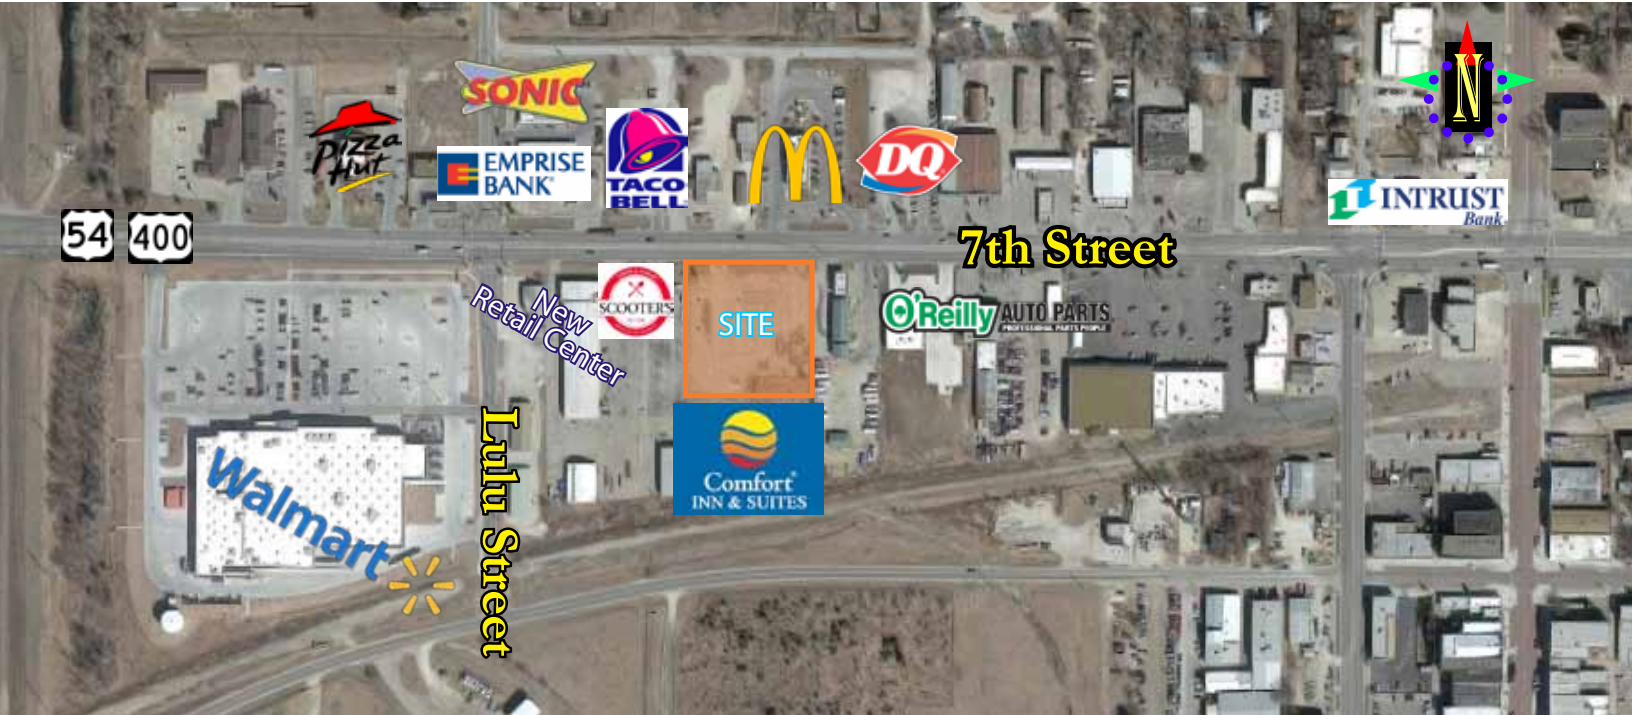 N
SONIC
Pizza
Hut
EMPRISE
BANK
TACO
BELL
DQ
INTRUST
Bank
54
400
7th Street
New
Retail Center
SCOOTER'S
SITE
O'Reilly AUTO PARTS
PROFESSIONAL PARTS PEOPLE
Comfort
INN & SUITES
Walmart
Lulu Street